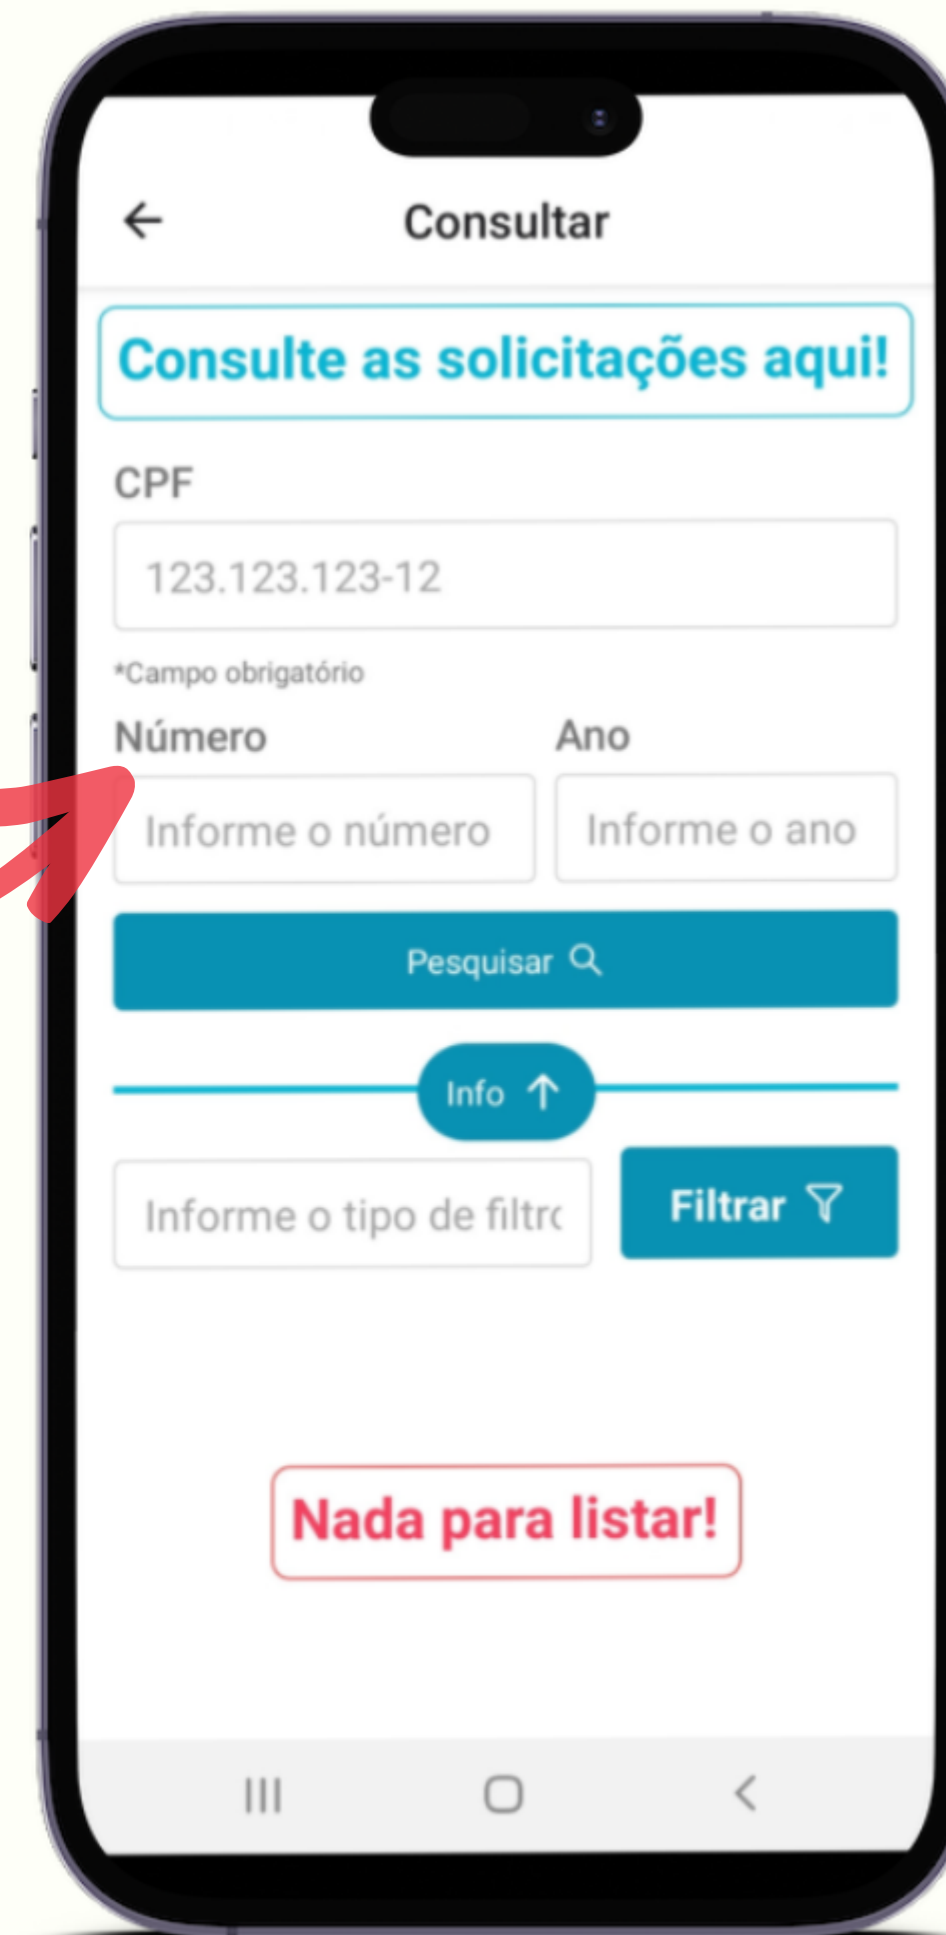 Consultar
Consulte as solicitações aqui!
CPF
123.123.123-12
*Campo obrigatório
Número Ano
Informe o número Informe o ano
Pesquisar
Info
Informe o tipo de filtro Filtrar
Nada para listar!